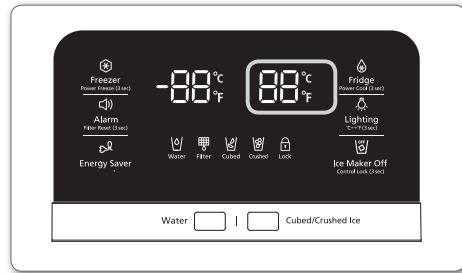 Freezer
Power Freeze (3 sec)
Alarm
Filter Reset (3 sec)
Energy Saver
-88 °C °F
88 °C °F
Water Filter Cubed Crushed Lock
Fridge
Power Cool (3 sec)
Lighting
°C↔°F (3 sec)
OFF
Ice Maker Off
Control Lock (3 sec)
Water | Cubed/Crushed Ice